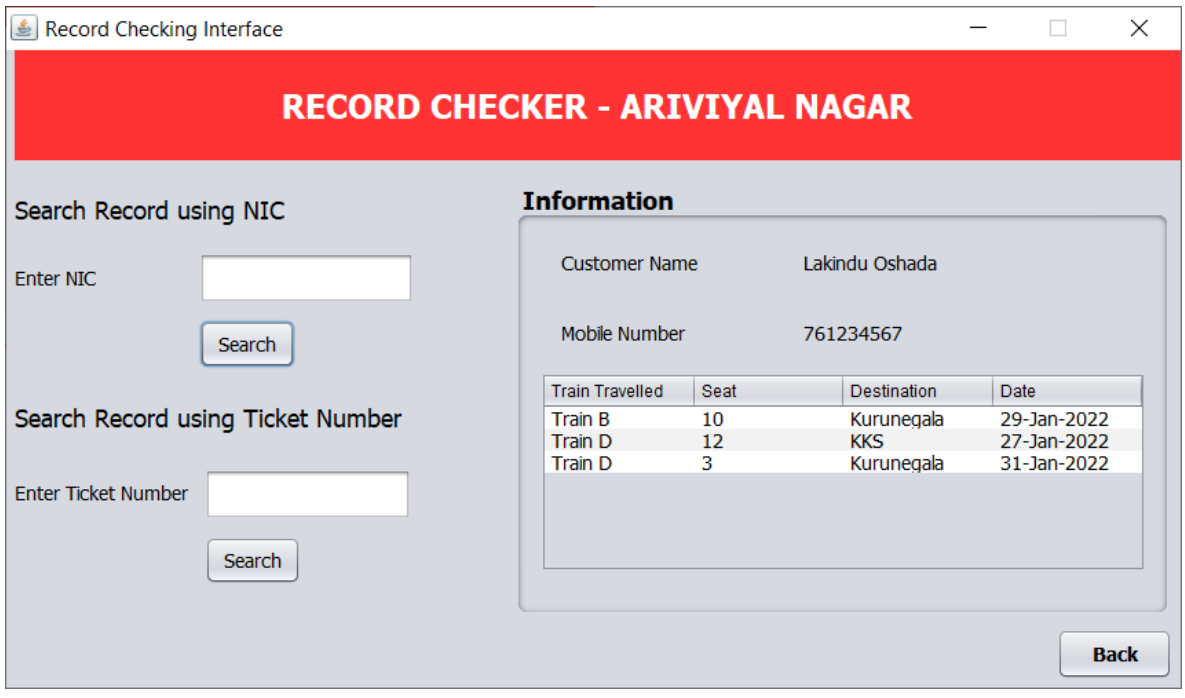 Record Checking Interface
RECORD CHECKER - ARIVIYAL NAGAR
Search Record using NIC
Enter NIC
Search
Search Record using Ticket Number
Enter Ticket Number
Search
Information
Customer Name Lakindu Oshada
Mobile Number 761234567
Train Travelled Seat Destination Date
Train B 10 Kurunegala 29-Jan-2022
Train D 12 KKS 27-Jan-2022
Train D 3 Kurunegala 31-Jan-2022
Back